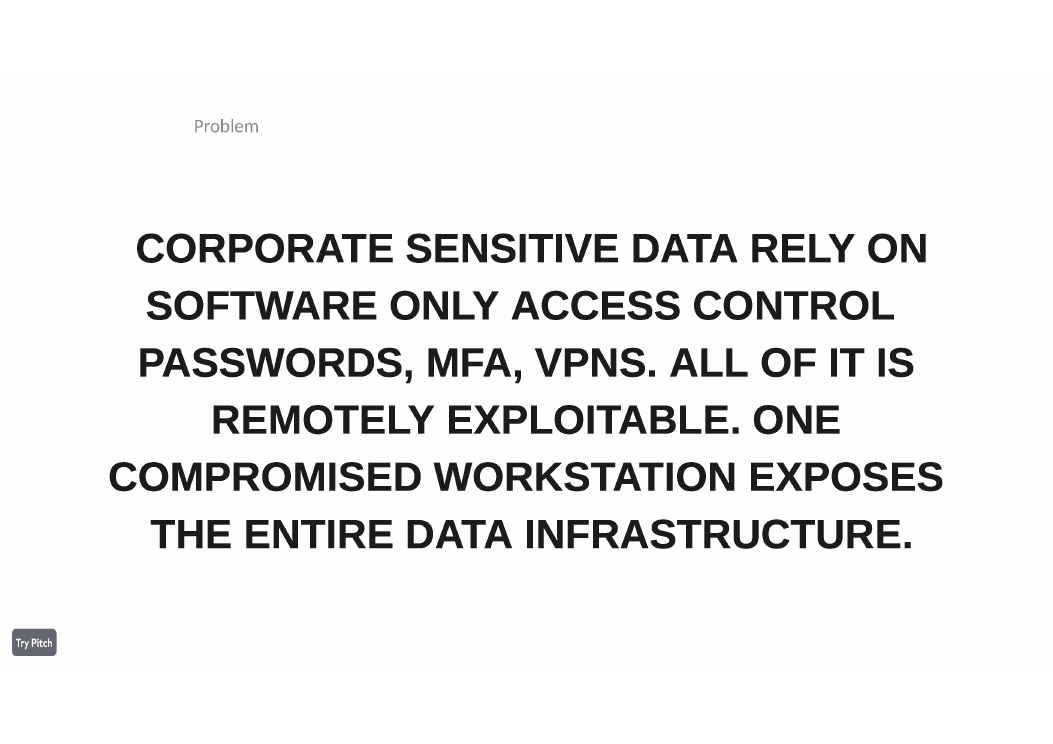 Problem
CORPORATE SENSITIVE DATA RELY ON
SOFTWARE ONLY ACCESS CONTROL
PASSWORDS, MFA, VPNS. ALL OF IT IS
REMOTELY EXPLOITABLE. ONE
COMPROMISED WORKSTATION EXPOSES
THE ENTIRE DATA INFRASTRUCTURE.
Try Pitch